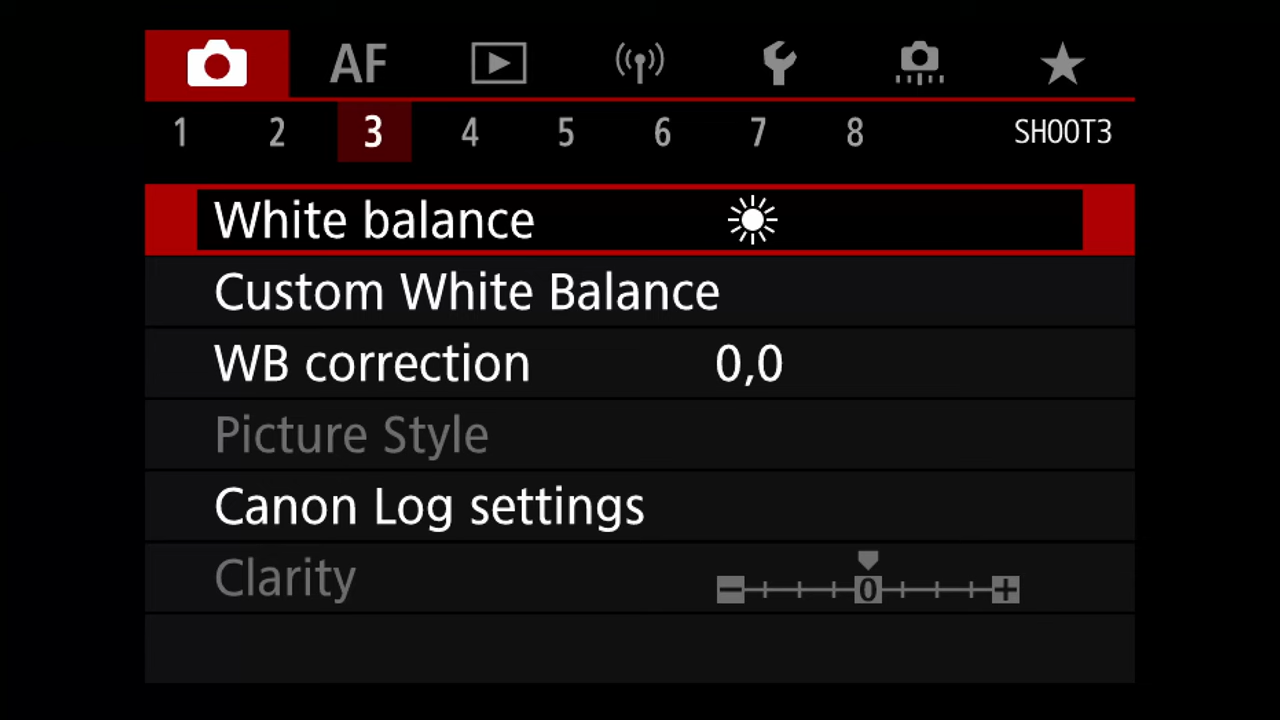 AF
1 2 3 4 5 6 7 8 SHOOT3
White balance
Custom White Balance
WB correction 0,0
Picture Style
Canon Log settings
Clarity 0